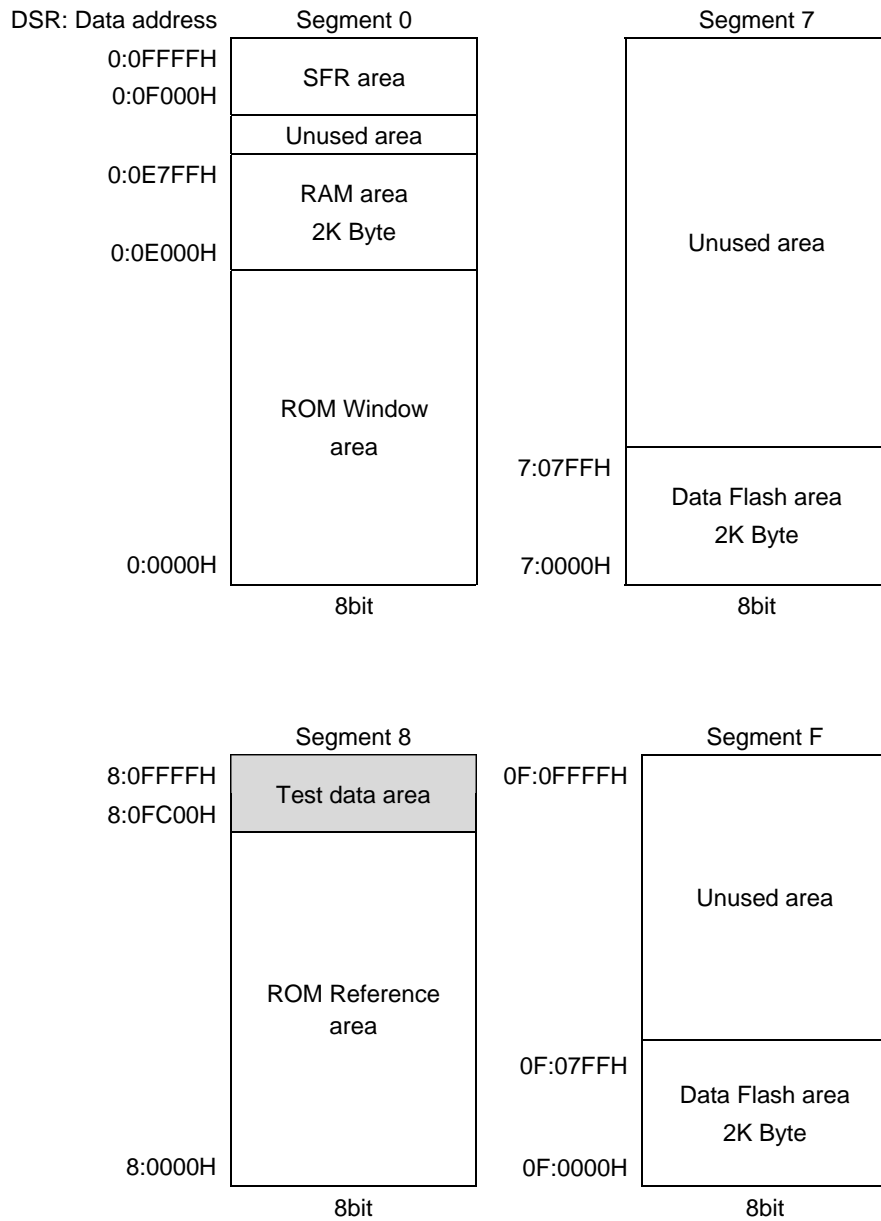 DSR: Data address
Segment 0
0:0FFFFH
SFR area
0:0F000H
Unused area
0:0E7FFH
RAM area
2K Byte
0:0E000H
ROM Window
area
0:0000H
8bit
Segment 7
Unused area
7:07FFH
Data Flash area
2K Byte
7:0000H
8bit
Segment 8
8:0FFFFH
Test data area
8:0FC00H
ROM Reference
area
8:0000H
8bit
Segment F
0F:0FFFFH
Unused area
0F:07FFH
Data Flash area
2K Byte
0F:0000H
8bit